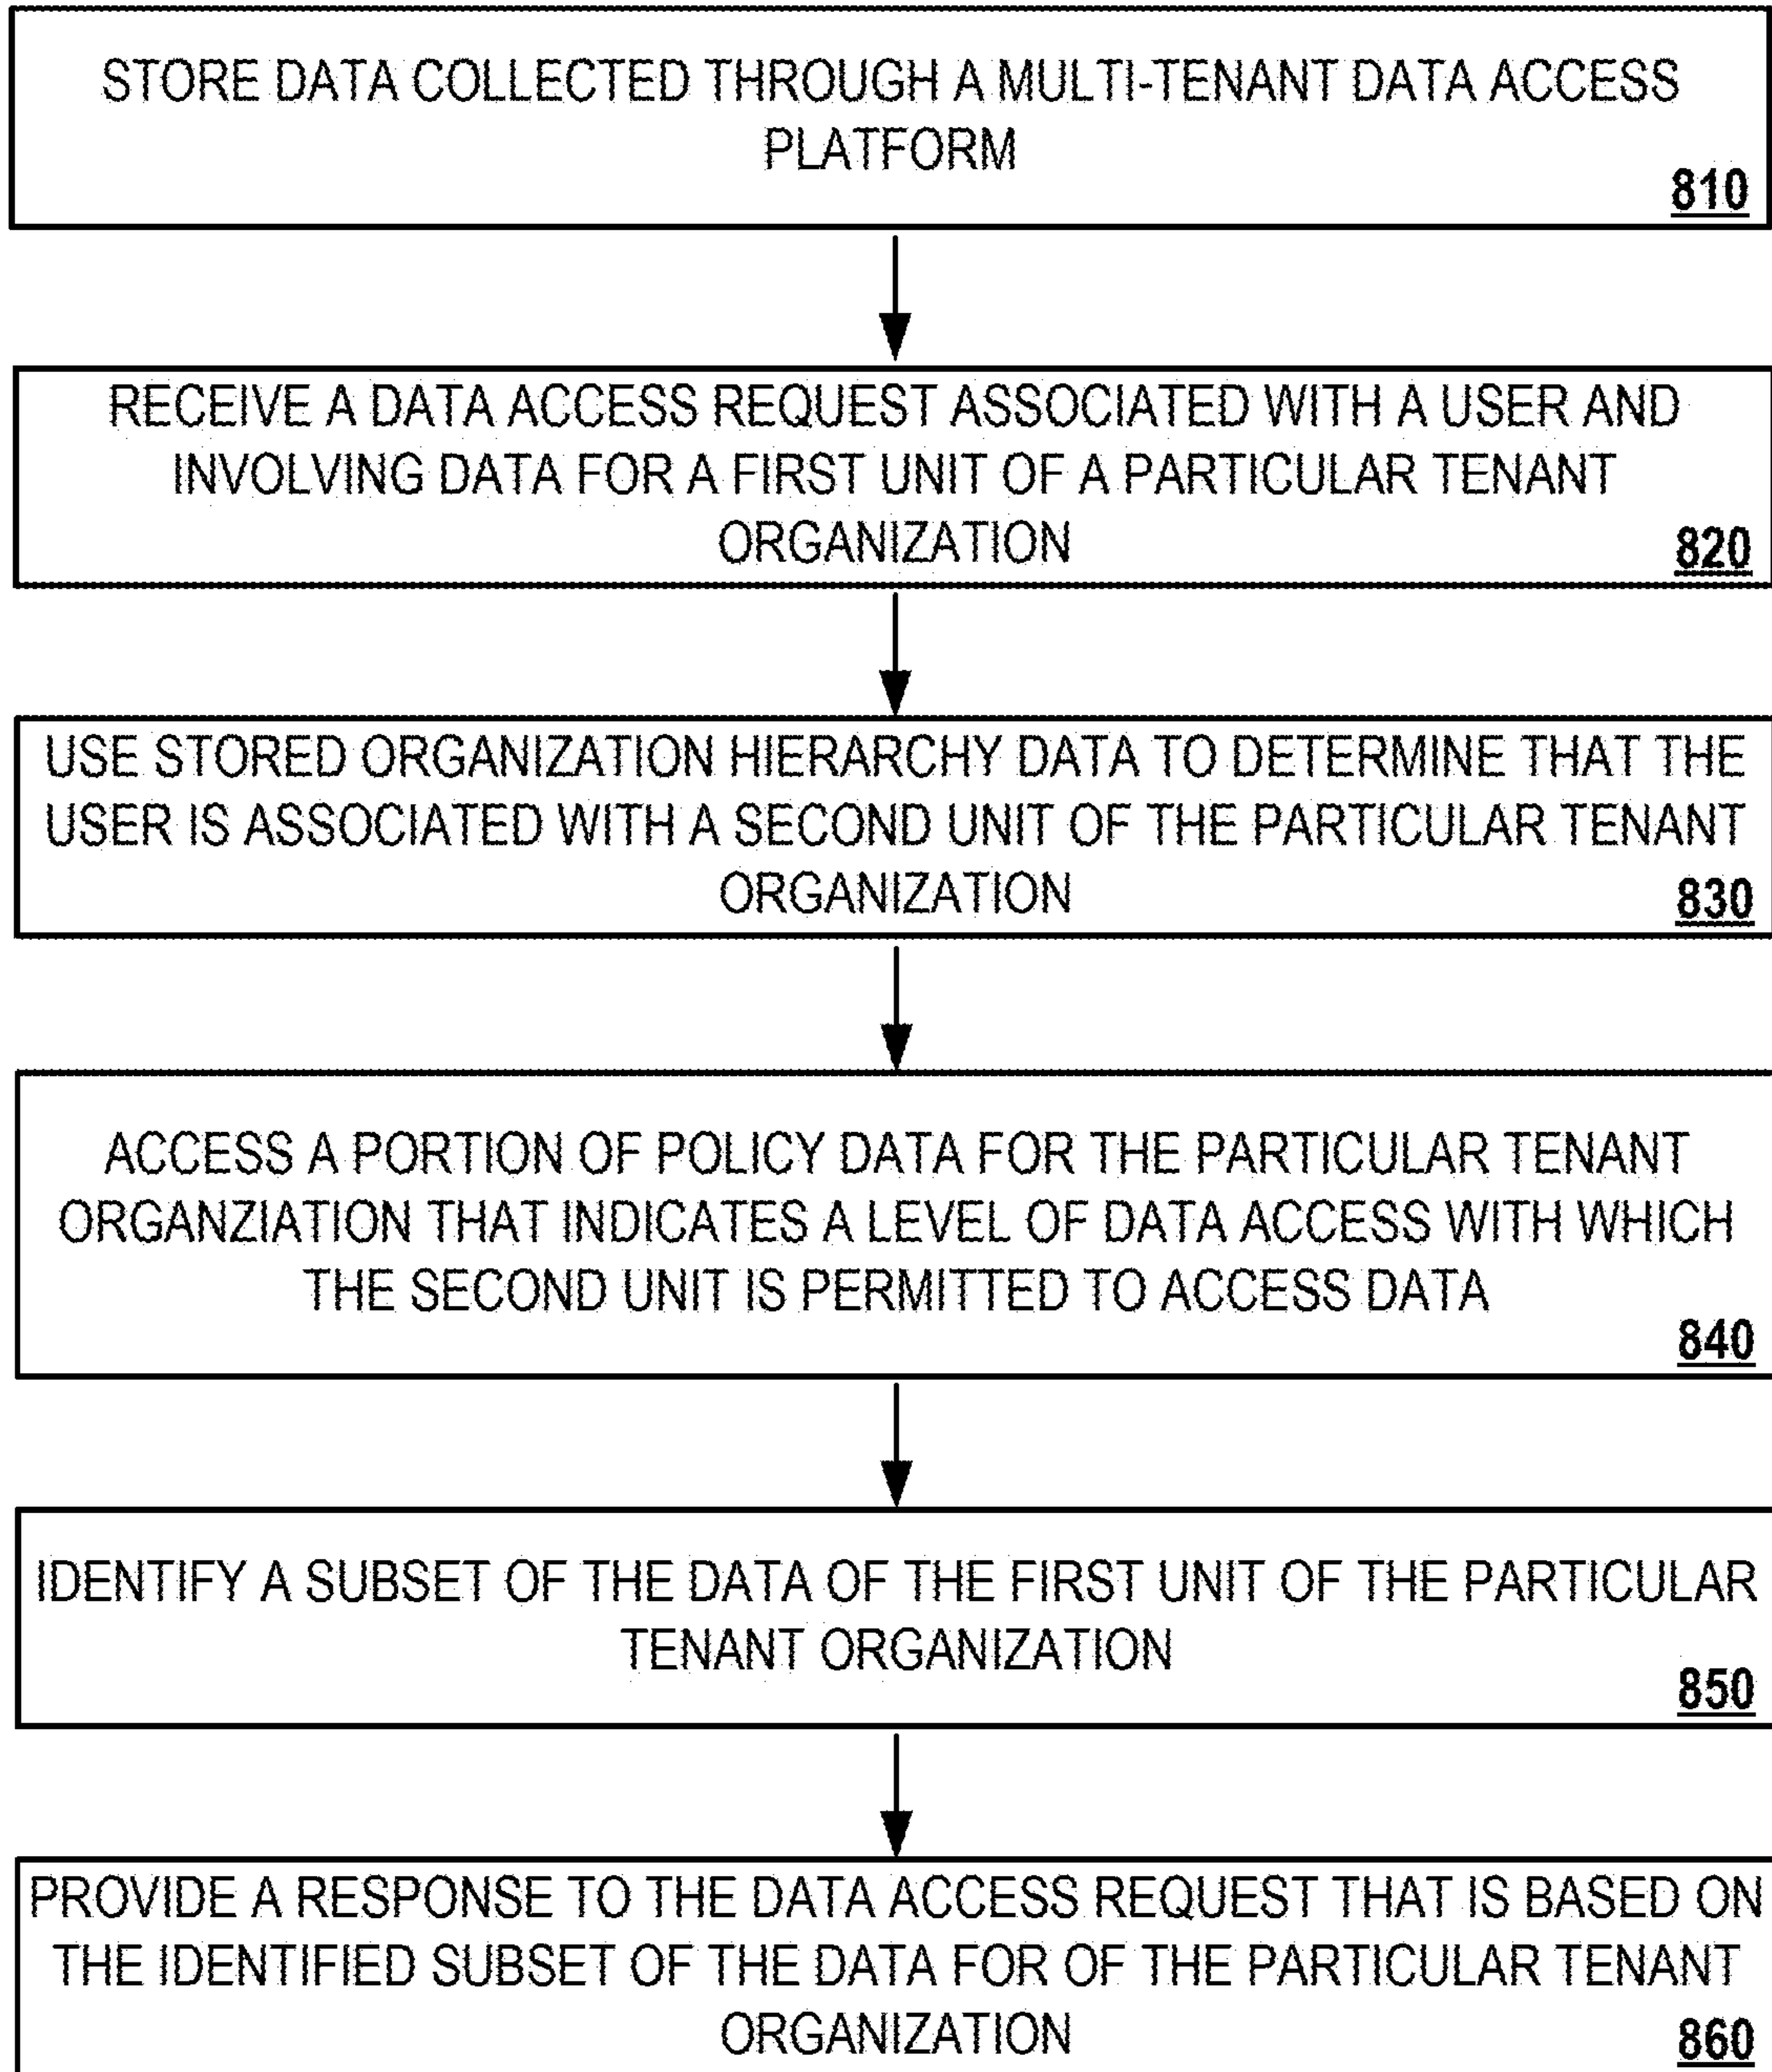 STORE DATA COLLECTED THROUGH A MULTI-TENANT DATA ACCESS
PLATFORM
810
RECEIVE A DATA ACCESS REQUEST ASSOCIATED WITH A USER AND
INVOLVING DATA FOR A FIRST UNIT OF A PARTICULAR TENANT
ORGANIZATION
820
USE STORED ORGANIZATION HIERARCHY DATA TO DETERMINE THAT THE
USER IS ASSOCIATED WITH A SECOND UNIT OF THE PARTICULAR TENANT
ORGANIZATION
830
ACCESS A PORTION OF POLICY DATA FOR THE PARTICULAR TENANT
ORGANZIATION THAT INDICATES A LEVEL OF DATA ACCESS WITH WHICH
THE SECOND UNIT IS PERMITTED TO ACCESS DATA
840
IDENTIFY A SUBSET OF THE DATA OF THE FIRST UNIT OF THE PARTICULAR
TENANT ORGANIZATION
850
PROVIDE A RESPONSE TO THE DATA ACCESS REQUEST THAT IS BASED ON
THE IDENTIFIED SUBSET OF THE DATA FOR OF THE PARTICULAR TENANT
ORGANIZATION
860